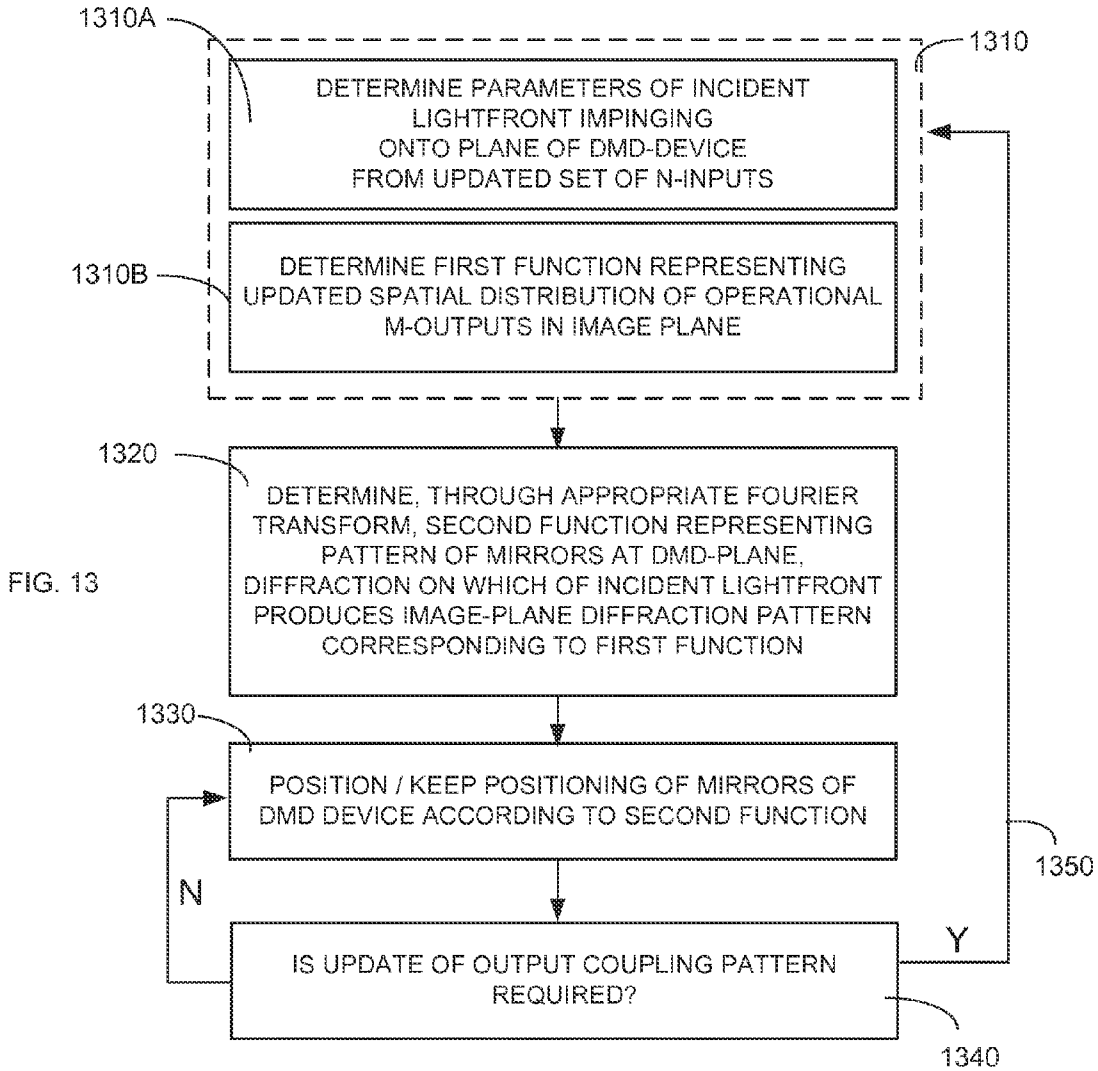 1310A
1310
DETERMINE PARAMETERS OF INCIDENT
LIGHTFRONT IMPINGING
ONTO PLANE OF DMD-DEVICE
FROM UPDATED SET OF N-INPUTS
1310B
DETERMINE FIRST FUNCTION REPRESENTING
UPDATED SPATIAL DISTRIBUTION OF OPERATIONAL
M-OUTPUTS IN IMAGE PLANE
1320
DETERMINE, THROUGH APPROPRIATE FOURIER
TRANSFORM, SECOND FUNCTION REPRESENTING
PATTERN OF MIRRORS AT DMD-PLANE,
DIFFRACTION ON WHICH OF INCIDENT LIGHTFRONT
PRODUCES IMAGE-PLANE DIFFRACTION PATTERN
CORRESPONDING TO FIRST FUNCTION
FIG. 13
1330
POSITION / KEEP POSITIONING OF MIRRORS OF
DMD DEVICE ACCORDING TO SECOND FUNCTION
1350
N
Y
IS UPDATE OF OUTPUT COUPLING PATTERN
REQUIRED?
1340